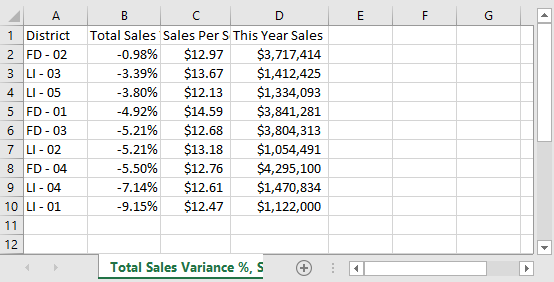 A B C D E F G
1 District Total Sales Sales Per S This Year Sales
2 FD - 02 -0.98% $12.97 $3,717,414
3 LI - 03 -3.39% $13.67 $1,412,425
4 LI - 05 -3.80% $12.13 $1,334,093
5 FD - 01 -4.92% $14.59 $3,841,281
6 FD - 03 -5.21% $12.68 $3,804,313
7 LI - 02 -5.21% $13.18 $1,054,491
8 FD - 04 -5.50% $12.76 $4,295,100
9 LI - 04 -7.14% $12.61 $1,470,834
10 LI - 01 -9.15% $12.47 $1,122,000
11
12
Total Sales Variance %, S